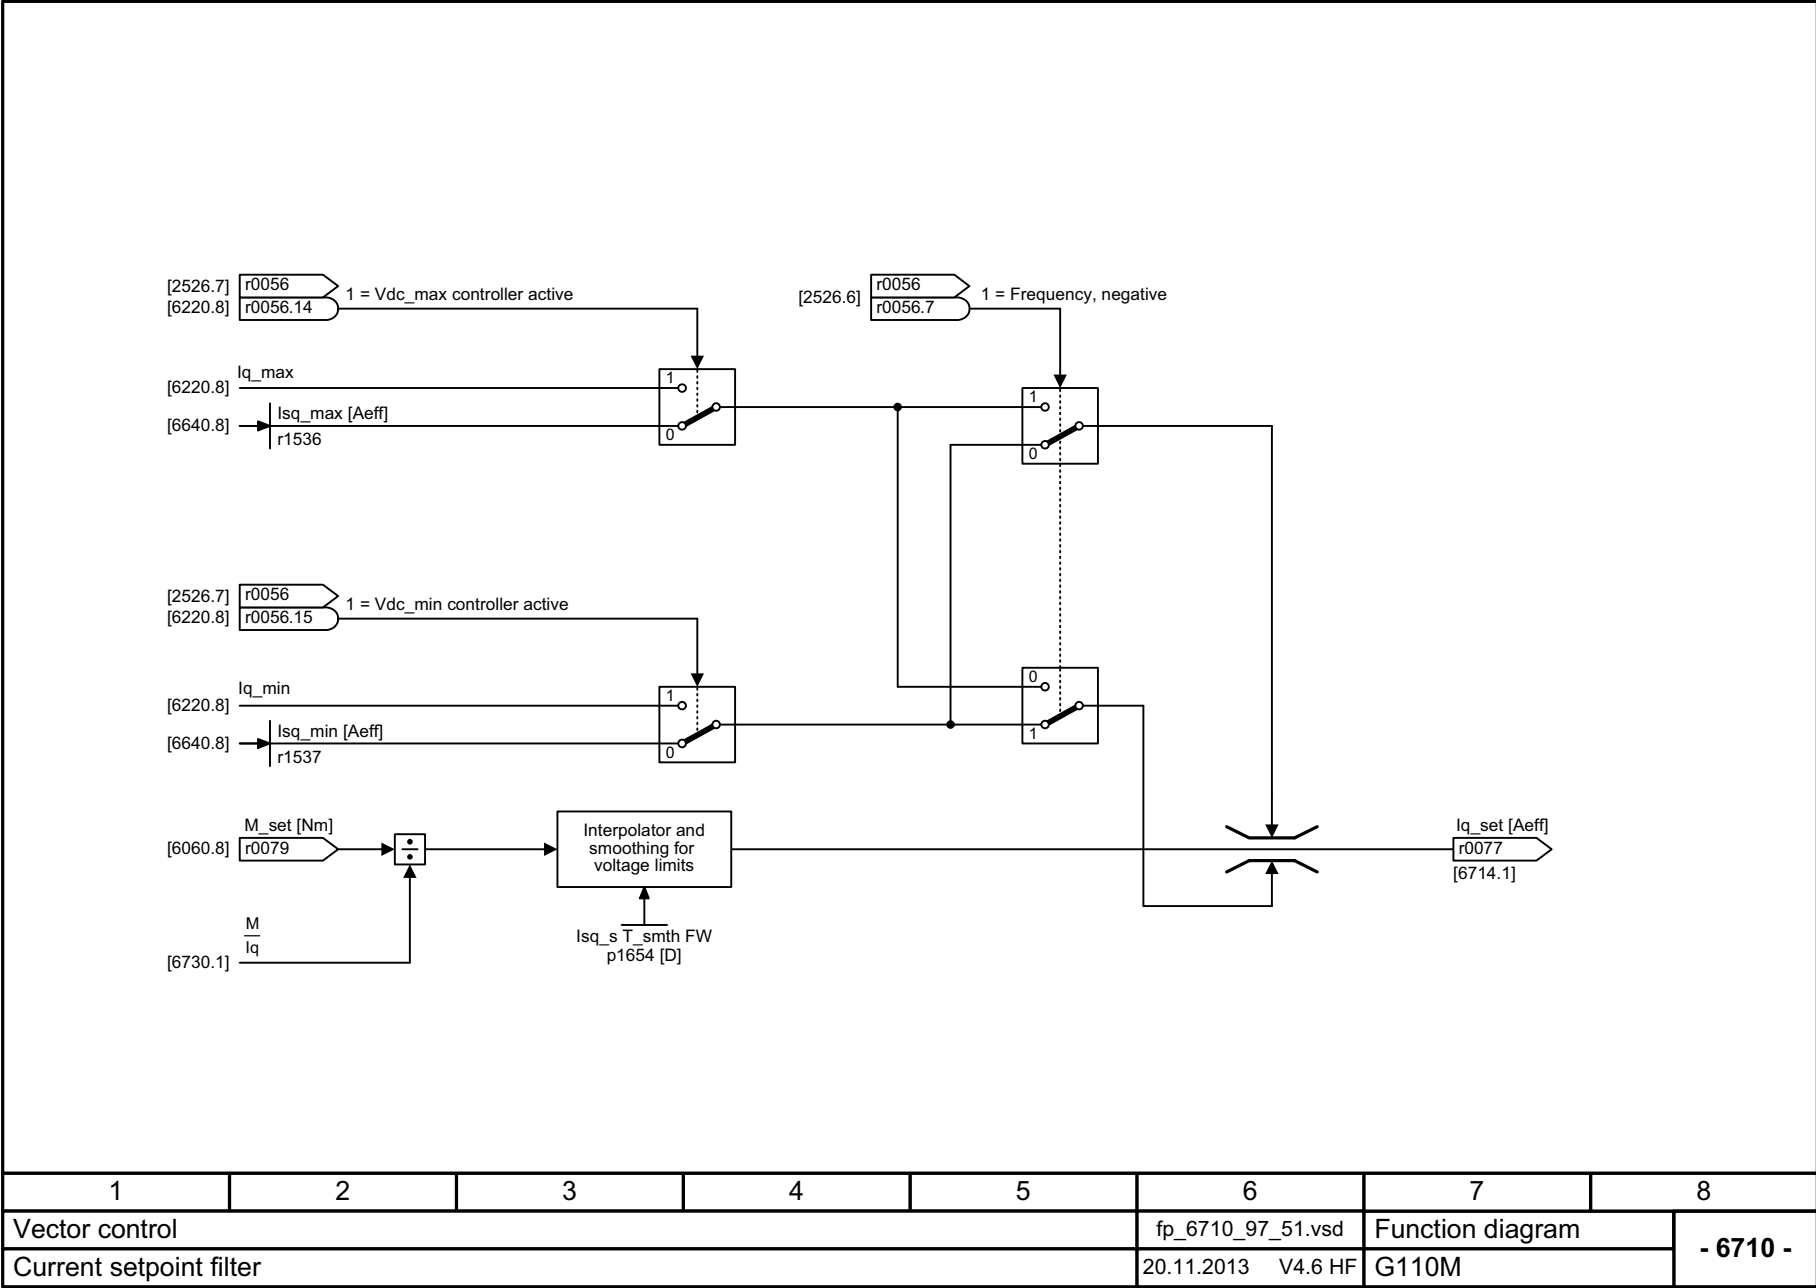 [2526.7] r0056
1 = Vdc_max controller active
[6220.8] r0056.14
[2526.6] r0056
r0056.7
1 = Frequency, negative
[6220.8] Iq_max
1
[6640.8] Isq_max [Aeff]
r1536
0
1
0
[2526.7] r0056
1 = Vdc_min controller active
[6220.8] r0056.15
[6220.8] Iq_min
1
[6640.8] Isq_min [Aeff]
r1537
0
0
1
M_set [Nm]
[6060.8] r0079
Interpolator and
smoothing for
voltage limits
Iq_set [Aeff]
r0077
[6714.1]
M
Iq
[6730.1]
Isq_s T_smth FW
p1654 [D]
1 2 3 4 5 6 7 8
Vector control
fp_6710_97_51.vsd
Function diagram
- 6710 -
Current setpoint filter
20.11.2013 V4.6 HF
G110M